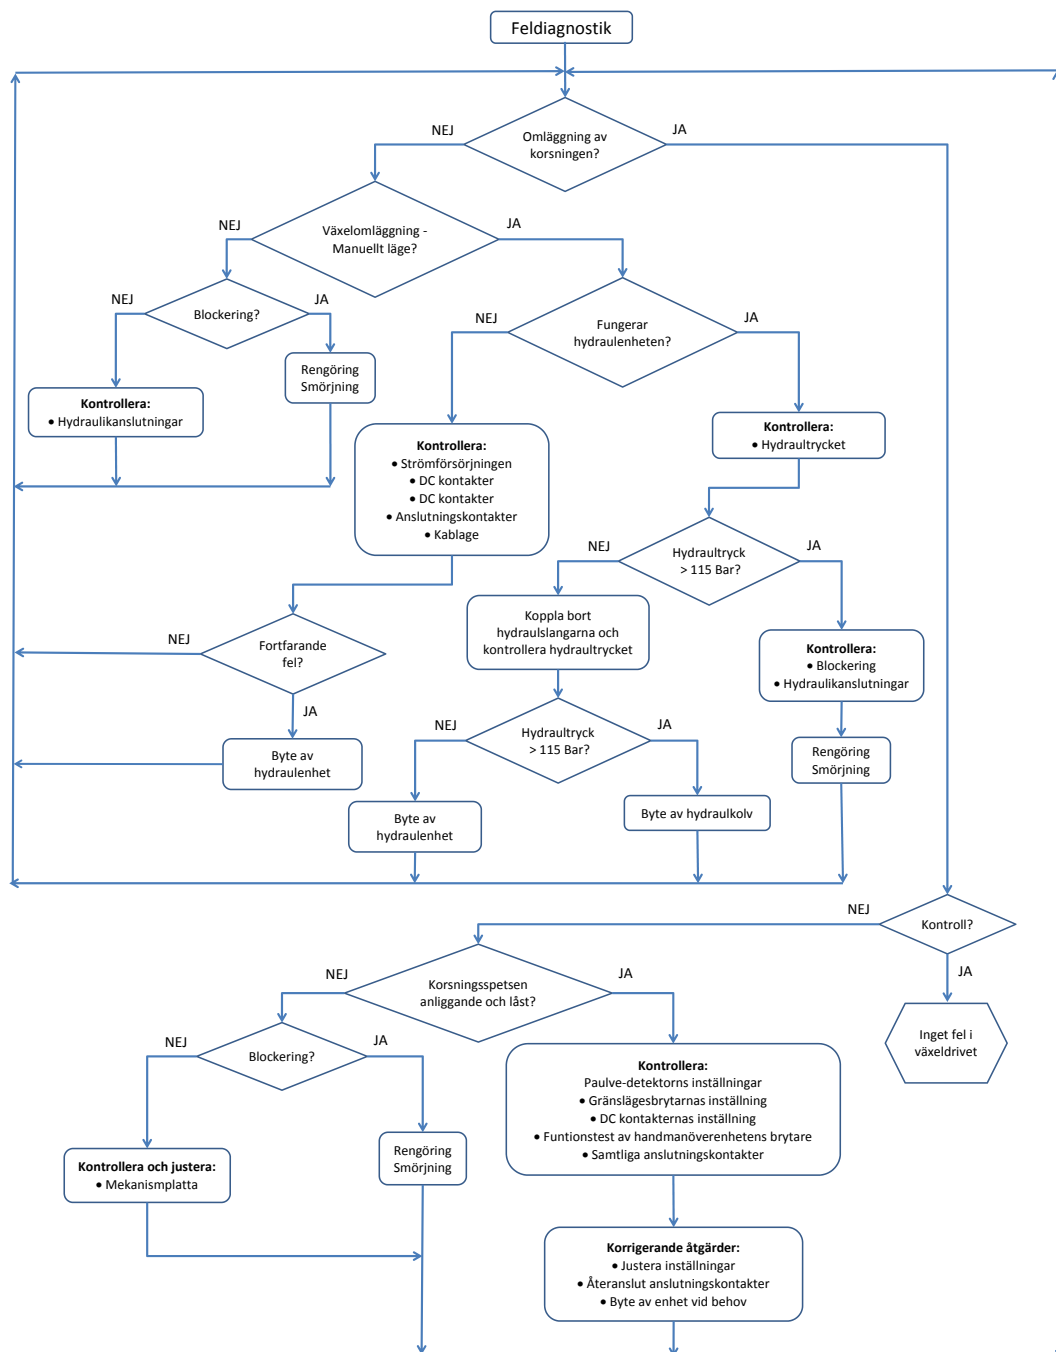 Feldiagnostik
NEJ
JA
Omläggning av
korsningen?
NEJ
JA
Växelomläggning -
Manuellt läge?
NEJ
JA
Blockering?
NEJ
JA
Fungerar
hydraulenheten?
Rengöring
Smörjning
Kontrollera:
● Hydraulikanslutningar
Kontrollera:
● Strömförsörjningen
● DC kontakter
● DC kontakter
● Anslutningskontakter
● Kablage
Kontrollera:
● Hydraultrycket
NEJ
JA
Hydraultryck
> 115 Bar?
Koppla bort
hydraulslangarna och
kontrollera hydraultrycket
NEJ
Fortfarande
fel?
JA
Kontrollera:
● Blockering
● Hydraulikanslutningar
NEJ
JA
Hydraultryck
> 115 Bar?
Byte av
hydraulenhet
Rengöring
Smörjning
Byte av
hydraulenhet
Byte av hydraulkolv
NEJ
Kontroll?
JA
NEJ
JA
Korsningsspetsen
anliggande och låst?
Inget fel i
växeldrivet
NEJ
JA
Blockering?
Kontrollera:
Paulve-detektorns inställningar
● Gränslägesbrytarnas inställning
● DC kontakternas inställning
● Funtionstest av handmanöverenhetens brytare
● Samtliga anslutningskontakter
Kontrollera och justera:
● Mekanismplatta
Rengöring
Smörjning
Korrigerande åtgärder:
● Justera inställningar
● Återanslut anslutningskontakter
● Byte av enhet vid behov